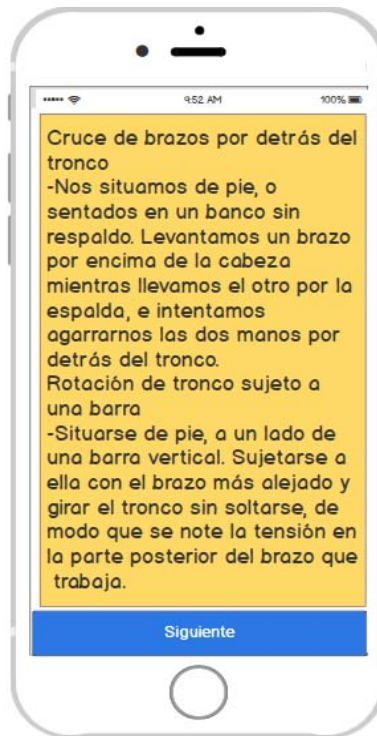 9:52 AM
100%
Cruce de brazos por detrás del
tronco
-Nos situamos de pie, o
sentados en un banco sin
respaldo. Levantamos un brazo
por encima de la cabeza
mientras llevamos el otro por la
espalda, e intentamos
agarrarnos las dos manos por
detrás del tronco.
Rotación de tronco sujeto a
una barra
-Situarse de pie, a un lado de
una barra vertical. Sujetarse a
ella con el brazo más alejado y
girar el tronco sin soltarse, de
modo que se note la tensión en
la parte posterior del brazo que
trabaja.
Siguiente